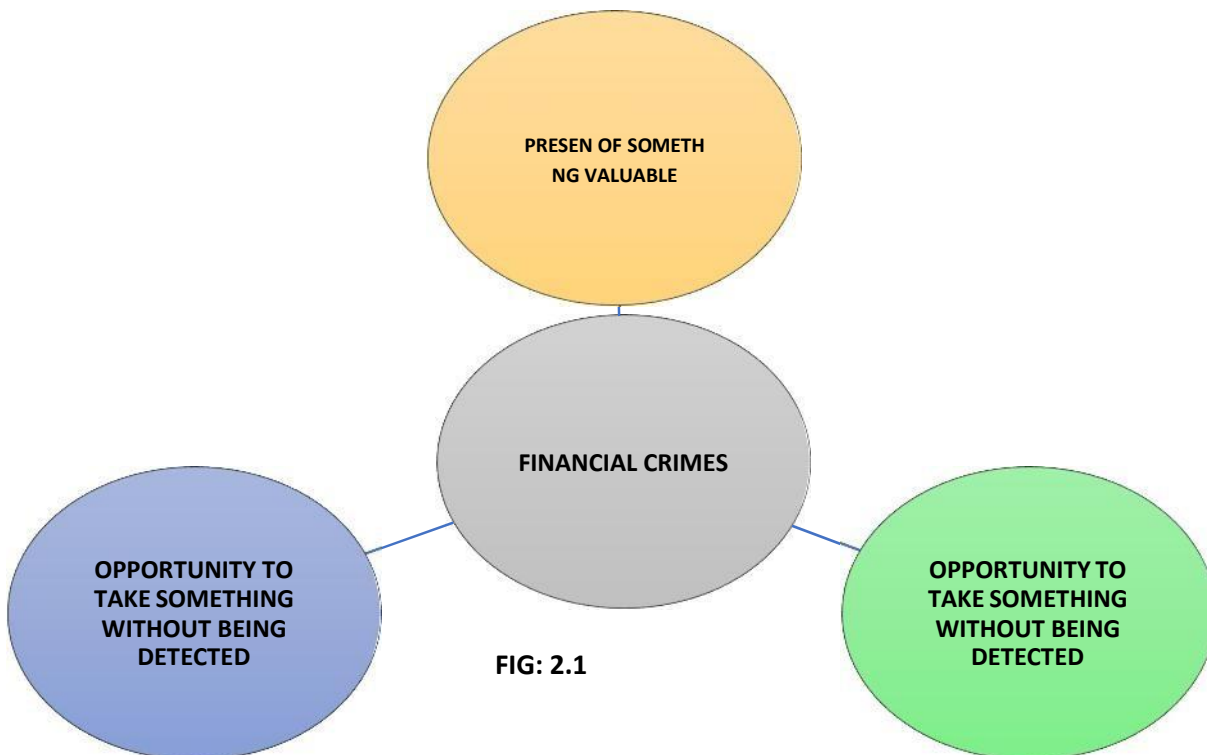 PRESEN OF SOMETH
NG VALUABLE
FINANCIAL CRIMES
OPPORTUNITY TO
TAKE SOMETHING
WITHOUT BEING
DETECTED
OPPORTUNITY TO
TAKE SOMETHING
WITHOUT BEING
DETECTED
FIG: 2.1